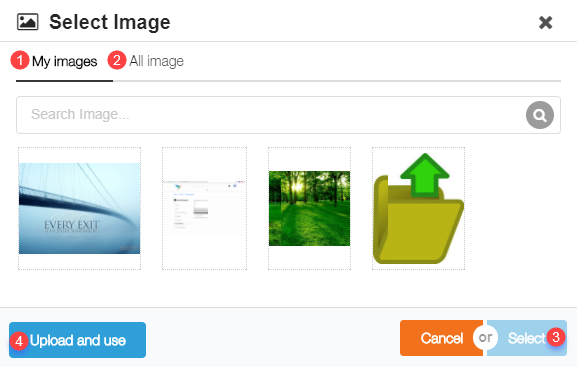 Select Image
1 My images 2 All image
Search Image...
EVERY EXIT
4 Upload and use Cancel or Select 3